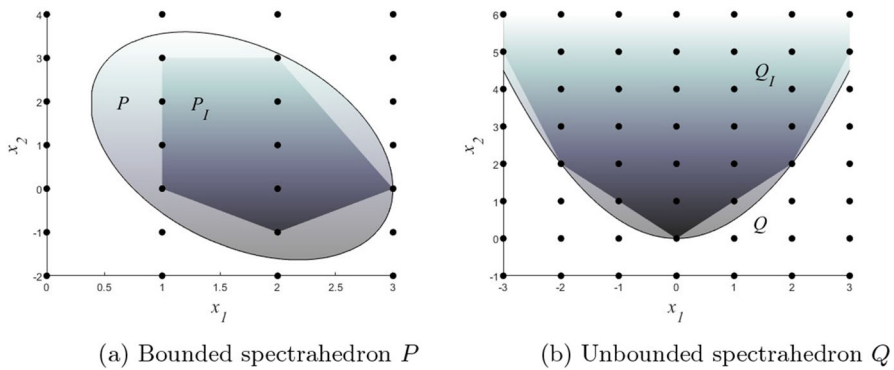 4
3
2
1
0
-1
-2
0 0.5 1 1.5 2 2.5 3
x2
x1
P
PI
(a) Bounded spectrahedron P
6
5
4
3
2
1
0
-1
-3 -2 -1 0 1 2 3
x2
x1
QI
Q
(b) Unbounded spectrahedron Q